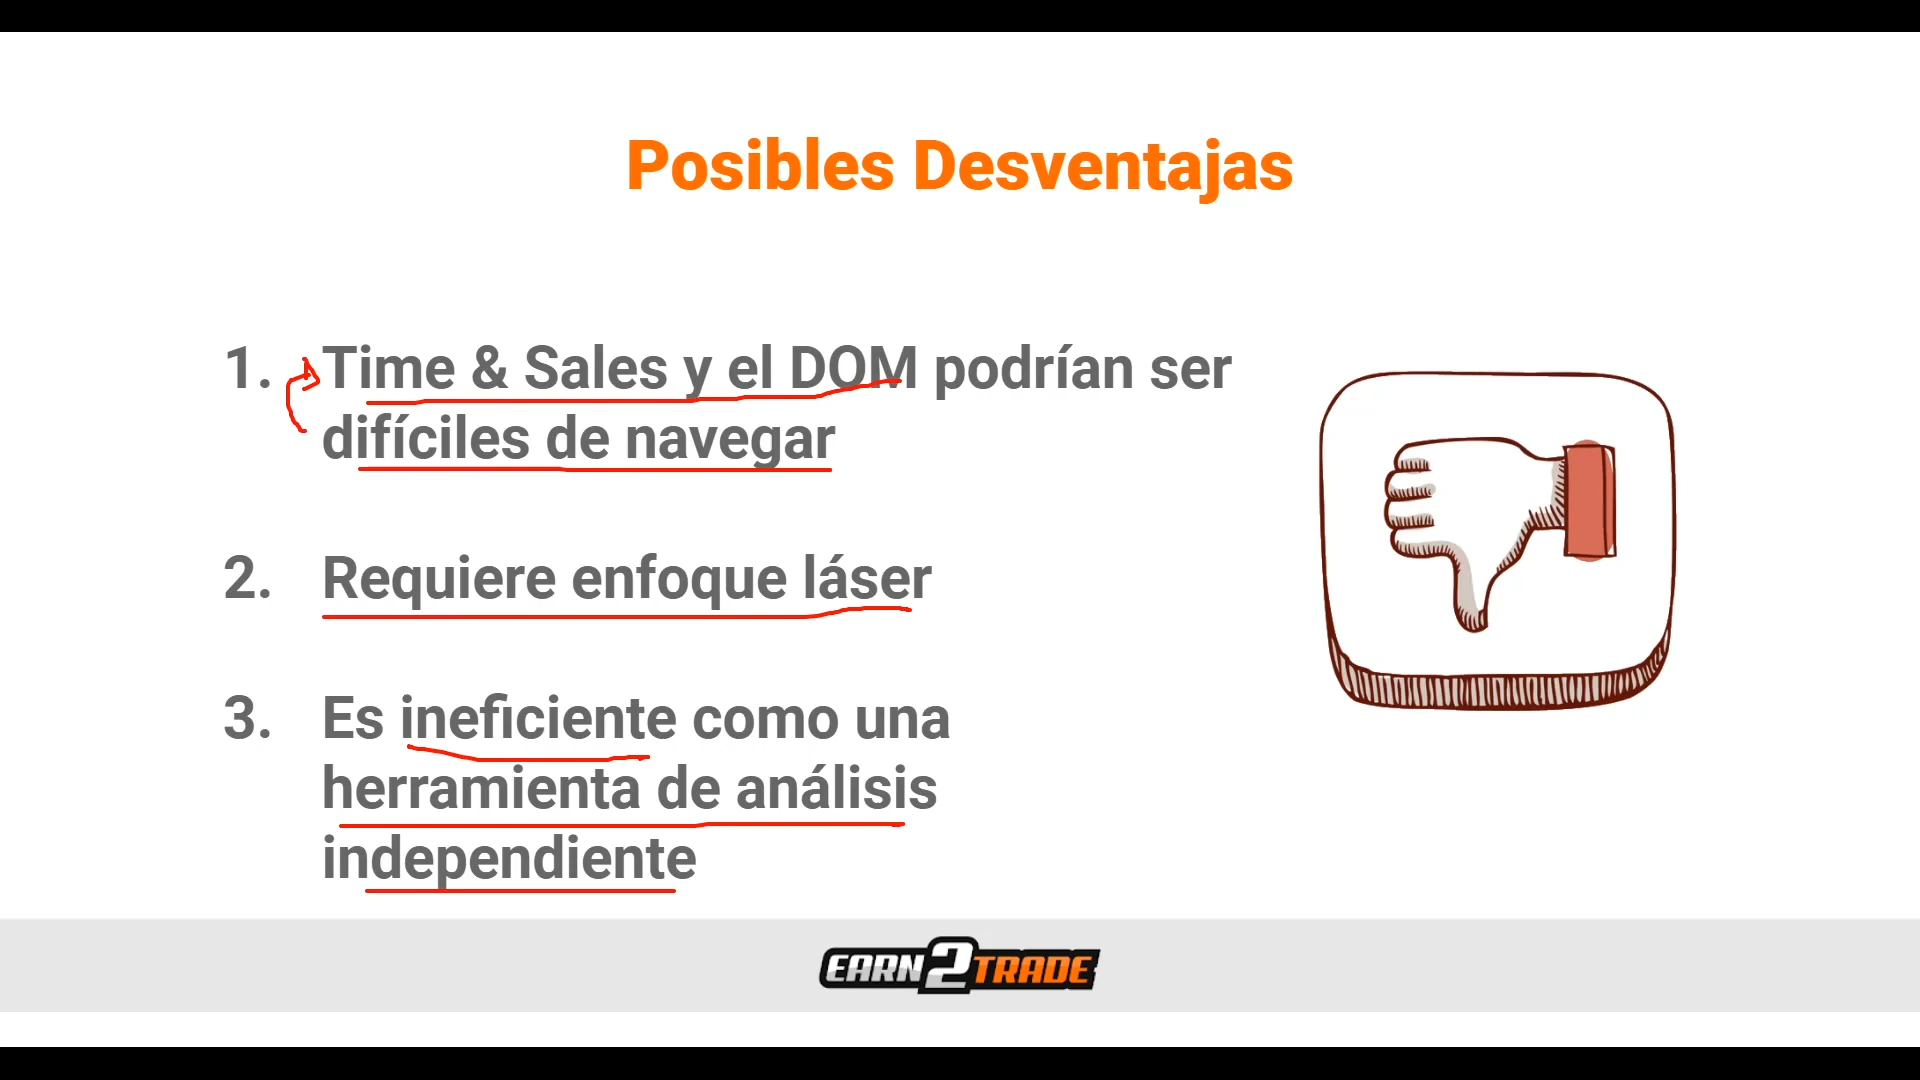 Posibles Desventajas
1. Time & Sales y el DOM podrían ser
difíciles de navegar
2. Requiere enfoque láser
3. Es ineficiente como una
herramienta de análisis
independiente
EARN2TRADE